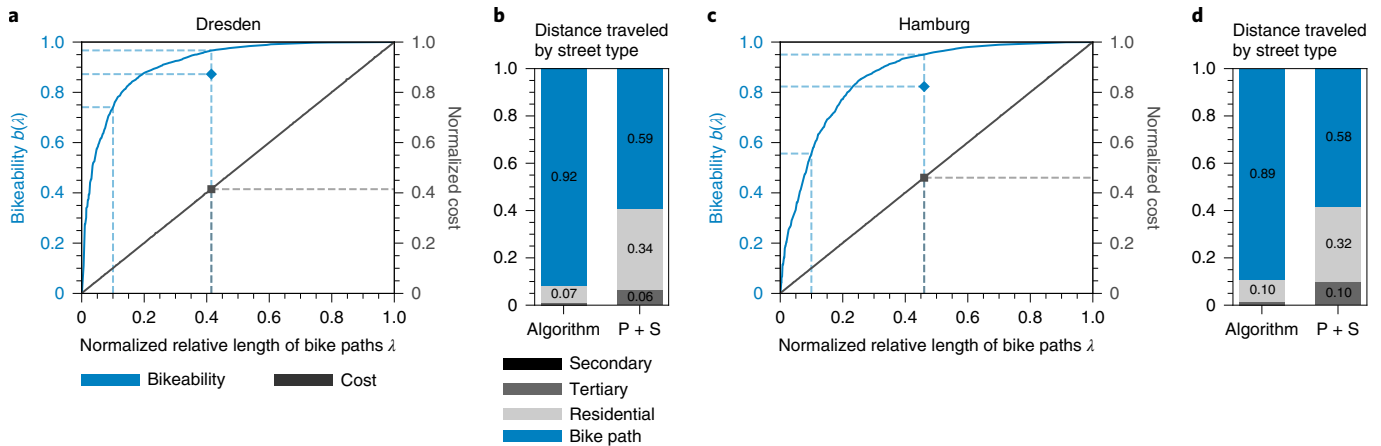 a
Dresden
1.0
0.8
0.6
0.4
0.2
0
Bikeability b(λ)
1.0
0.8
0.6
0.4
0.2
0
Normalized cost
0 0.2 0.4 0.6 0.8 1.0
Normalized relative length of bike paths λ
Bikeability Cost
b
Distance traveled
by street type
1.0
0.8
0.6
0.4
0.2
0
0.92
0.07
0.59
0.34
0.06
Algorithm P + S
Secondary
Tertiary
Residential
Bike path
c
Hamburg
1.0
0.8
0.6
0.4
0.2
0
Bikeability b(λ)
1.0
0.8
0.6
0.4
0.2
0
Normalized cost
0 0.2 0.4 0.6 0.8 1.0
Normalized relative length of bike paths λ
d
Distance traveled
by street type
1.0
0.8
0.6
0.4
0.2
0
0.89
0.10
0.58
0.32
0.10
Algorithm P + S